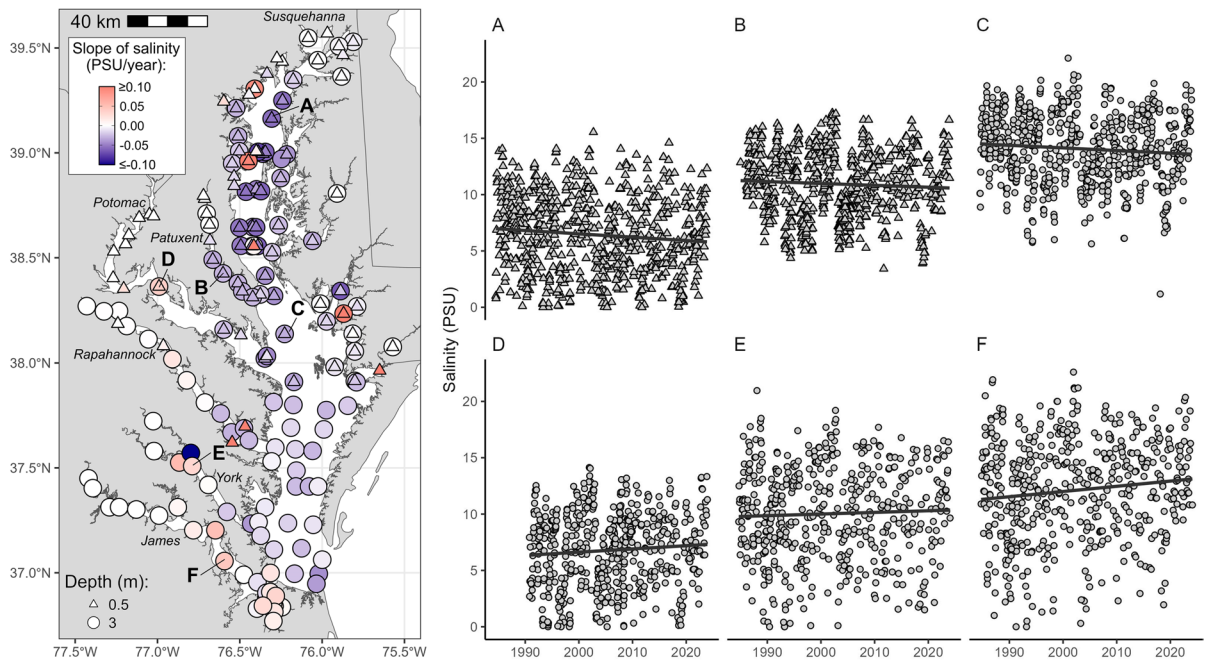 40 km
Susquehanna
39.5°N
Slope of salinity
(PSU/year):
≥0.10
0.05
0.00
0.05
≤-0.10
A
39.0°N
Potomac
Patuxent
38.5°N
D
B
C
38.0°N
Rapahannock
37.5°N
E
York
James
F
37.0°N
Depth (m):
0.5
3
77.5°W
77.0°W
76.5°W
76.0°W
75.5°W
Salinity (PSU)
A
B
C
20
15
10
5
0
D
E
F
20
15
10
5
0
1990 2000 2010 2020
1990 2000 2010 2020
1990 2000 2010 2020